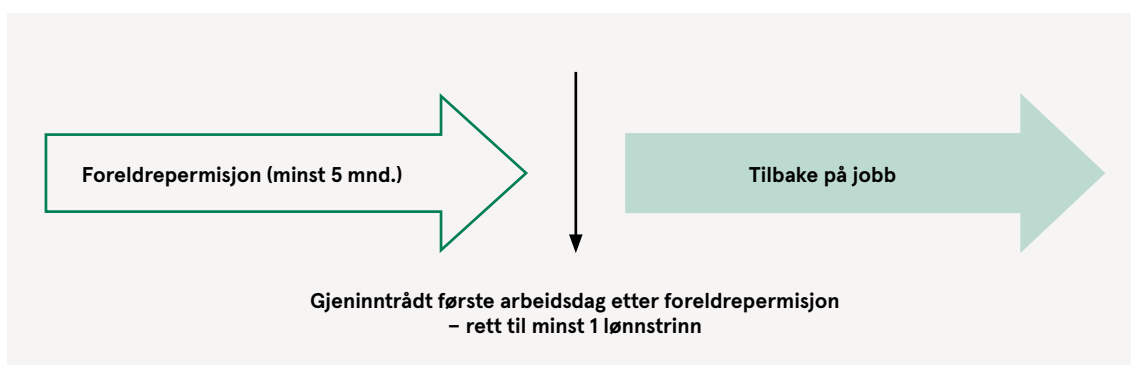 Foreldrepermisjon (minst 5 mnd.)
Tilbake på jobb
Gjeninntrådt første arbeidsdag etter foreldrepermisjon
– rett til minst 1 lønnstrinn